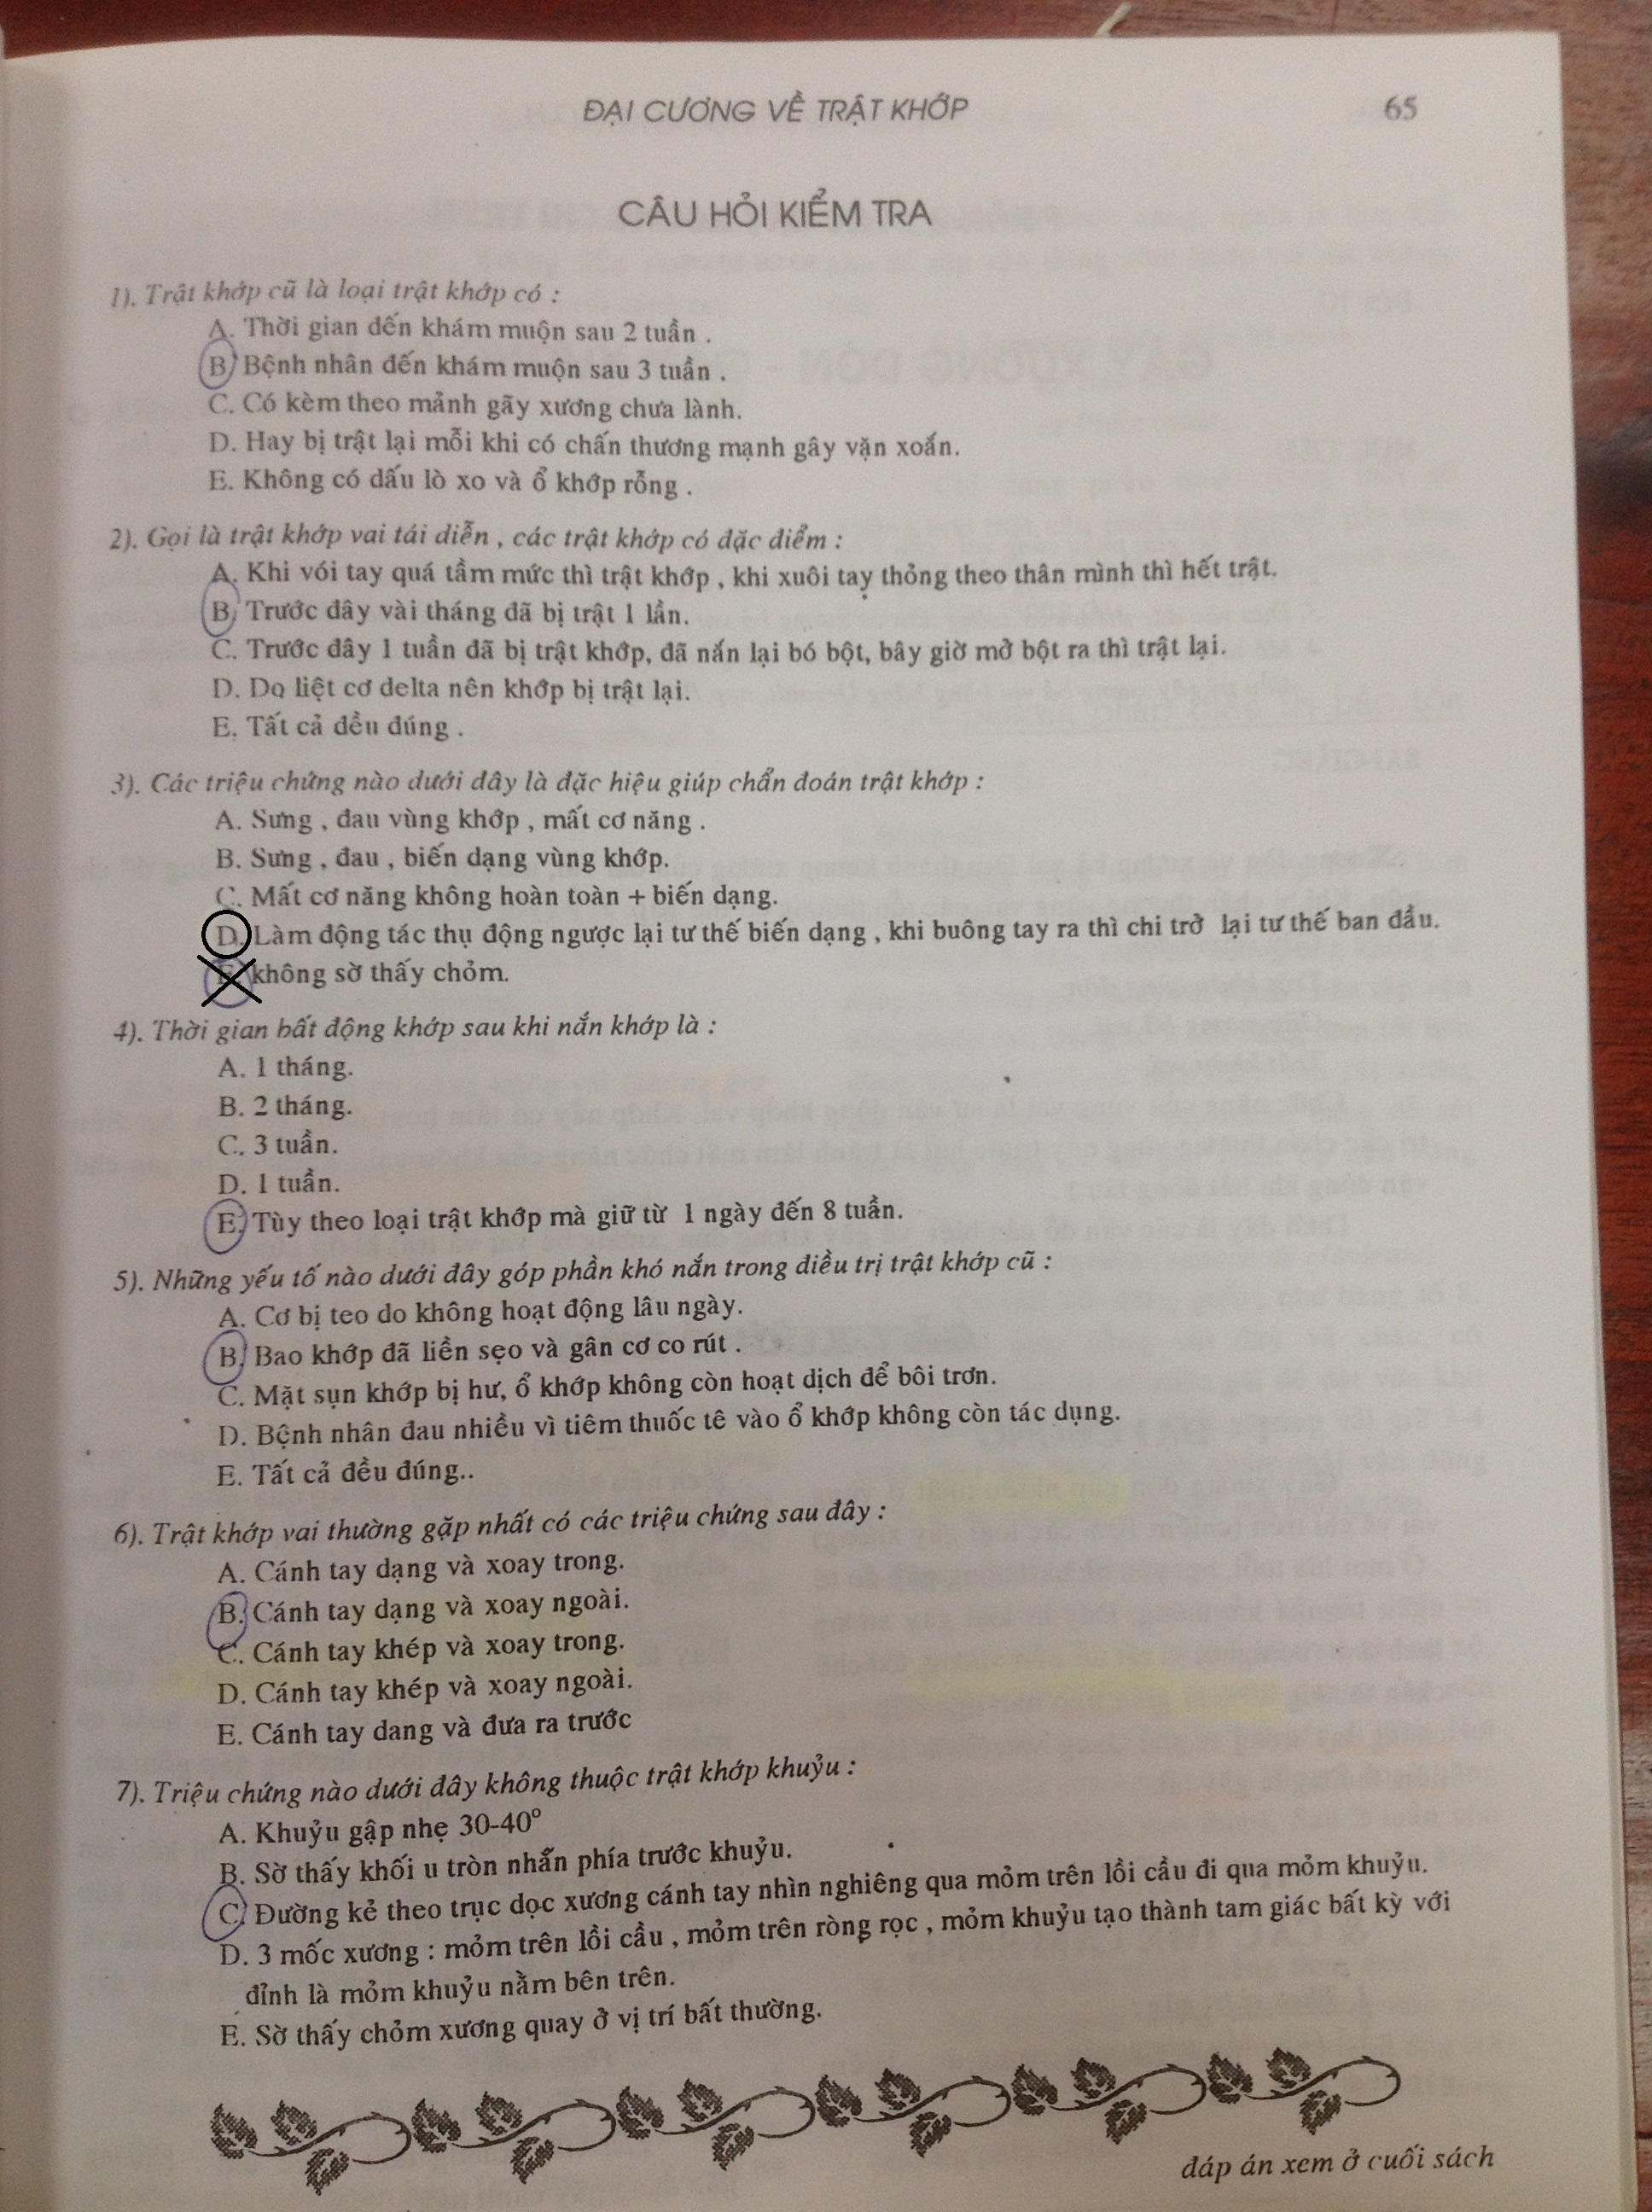 ĐẠI CƯƠNG VỀ TRẬT KHỚP 65
CÂU HỎI KIỂM TRA
1). Trật khớp cũ là loại trật khớp có :
A. Thời gian đến khám muộn sau 2 tuần .
B. Bệnh nhân đến khám muộn sau 3 tuần .
C. Có kèm theo mảnh gãy xương chưa lành.
D. Hay bị trật lại mỗi khi có chấn thương mạnh gây vặn xoắn.
E. Không có dấu lò xo và ổ khớp rỗng .
2). Gọi là trật khớp vai tái diễn , các trật khớp có đặc điểm :
A. Khi vói tay quá tầm mức thì trật khớp , khi xuôi tay thỏng theo thân mình thì hết trật.
B. Trước đây vài tháng đã bị trật 1 lần.
C. Trước đây 1 tuần đã bị trật khớp, đã nắn lại bó bột, bây giờ mở bột ra thì trật lại.
D. Do liệt cơ delta nên khớp bị trật lại.
E. Tất cả đều đúng .
3). Các triệu chứng nào dưới dây là đặc hiệu giúp chẩn đoán trật khớp :
A. Sưng , đau vùng khớp , mất cơ năng .
B. Sưng , đau , biến dạng vùng khớp.
C. Mất cơ năng không hoàn toàn + biến dạng.
D. Làm động tác thụ động ngược lại tư thế biến dạng , khi buông tay ra thì chi trở lại tư thế ban đầu.
E. không sờ thấy chỏm.
4). Thời gian bất động khớp sau khi nắn khớp là :
A. 1 tháng.
B. 2 tháng.
C. 3 tuần.
D. 1 tuần.
E. Tùy theo loại trật khớp mà giữ từ 1 ngày đến 8 tuần.
5). Những yếu tố nào dưới đây góp phần khó nắn trong điều trị trật khớp cũ :
A. Cơ bị teo do không hoạt động lâu ngày.
B. Bao khớp đã liền sẹo và gân cơ co rút .
C. Mặt sụn khớp bị hư, ổ khớp không còn hoạt dịch để bôi trơn.
D. Bệnh nhân đau nhiều vì tiêm thuốc tê vào ổ khớp không còn tác dụng.
E. Tất cả đều đúng..
6). Trật khớp vai thường gặp nhất có các triệu chứng sau đây :
A. Cánh tay dạng và xoay trong.
B. Cánh tay dạng và xoay ngoài.
C. Cánh tay khép và xoay trong.
D. Cánh tay khép và xoay ngoài.
E. Cánh tay dang và đưa ra trước
7). Triệu chứng nào dưới đây không thuộc trật khớp khuỷu :
A. Khuỷu gập nhẹ 30-40°
B. Sờ thấy khối u tròn nhẵn phía trước khuỷu.
C. Đường kẻ theo trục dọc xương cánh tay nhìn nghiêng qua mỏm trên lồi cầu đi qua mỏm khuỷu.
D. 3 mốc xương : mỏm trên lồi cầu , mỏm trên ròng rọc , mỏm khuỷu tạo thành tam giác bất kỳ với
đỉnh là mỏm khuỷu nằm bên trên.
E. Sờ thấy chỏm xương quay ở vị trí bất thường.
đáp án xem ở cuối sách